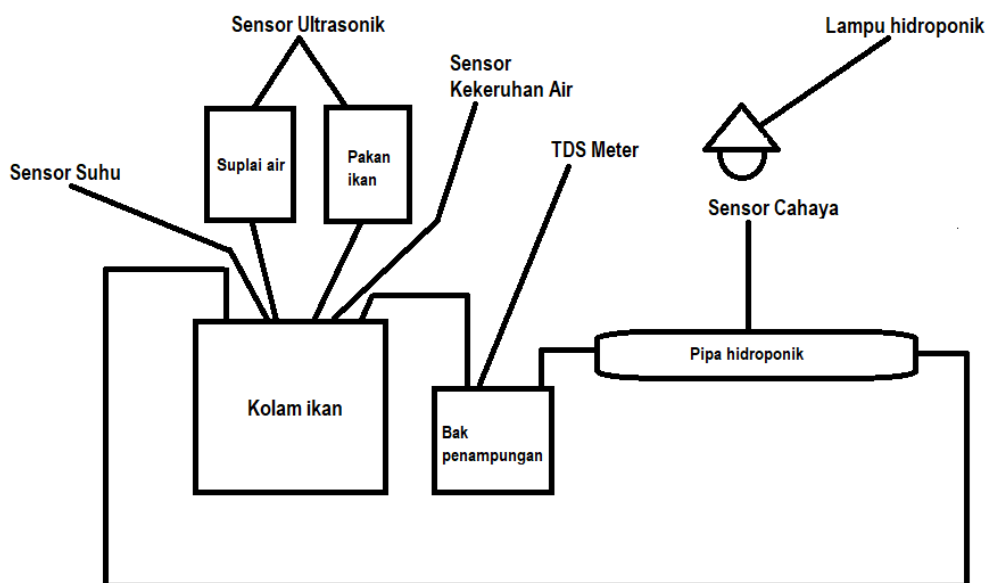 Sensor Ultrasonik
Lampu hidroponik
Sensor
Kekeruhan Air
Suplai air
Pakan
ikan
TDS Meter
Sensor Suhu
Sensor Cahaya
Pipa hidroponik
Kolam ikan
Bak
penampungan